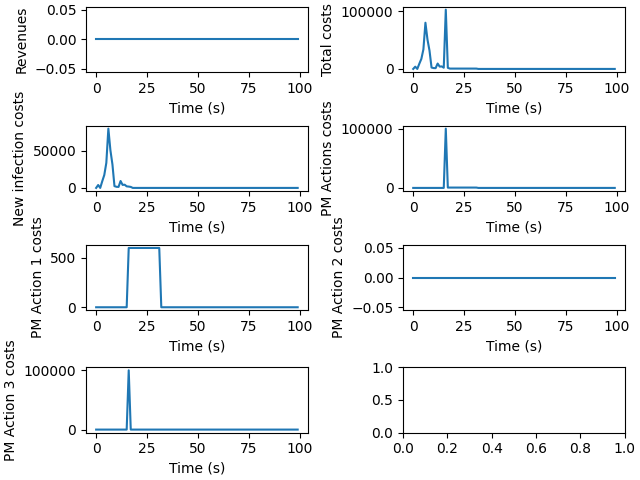 Revenues
0.05
0.00
−0.05
0 25 50 75 100
Time (s)
Total costs
100000
0
0 25 50 75 100
Time (s)
New infection costs
50000
0
0 25 50 75 100
Time (s)
PM Actions costs
100000
0
0 25 50 75 100
Time (s)
PM Action 1 costs
500
0
0 25 50 75 100
Time (s)
PM Action 2 costs
0.05
0.00
−0.05
0 25 50 75 100
Time (s)
PM Action 3 costs
100000
0
0 25 50 75 100
Time (s)
1.0
0.5
0.0
0.0 0.2 0.4 0.6 0.8 1.0